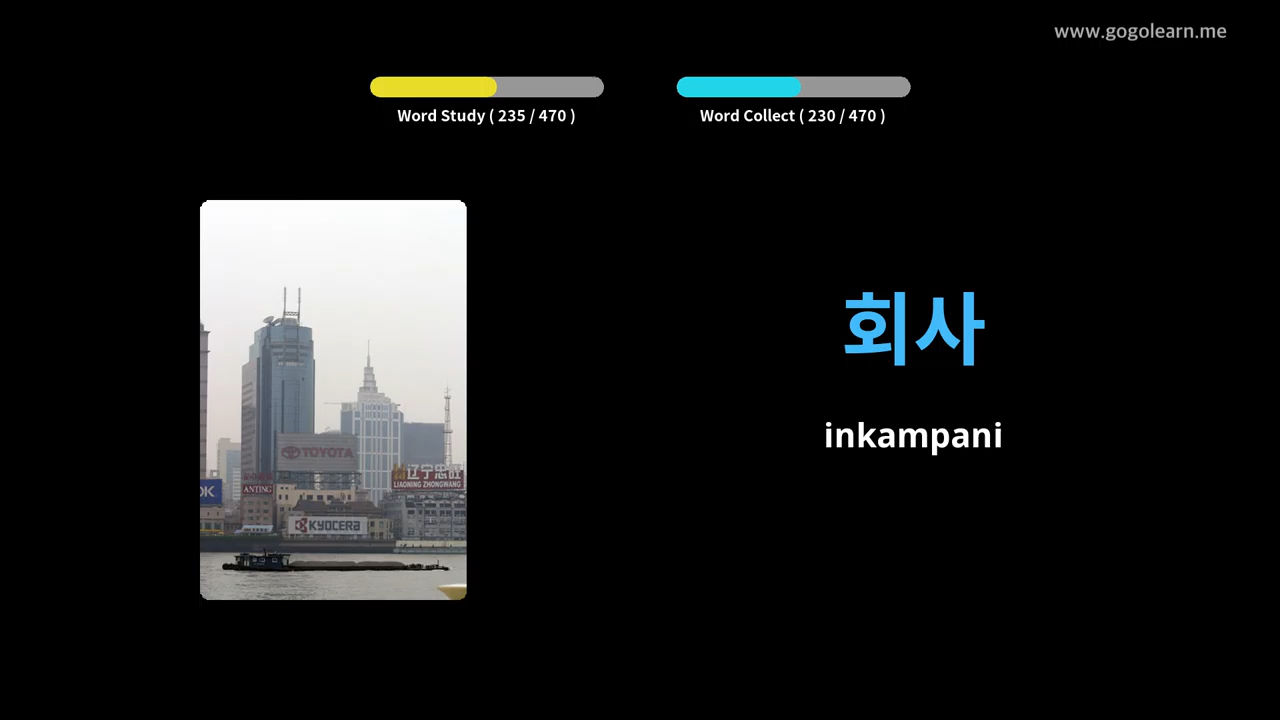 www.gogolearn.me
Word Study ( 235 / 470 )
Word Collect ( 230 / 470 )
회사
inkampani
TOYOTA
辽宁忠旺
LIAONING ZHONGWANG
OK
ANTING
KYOCERA